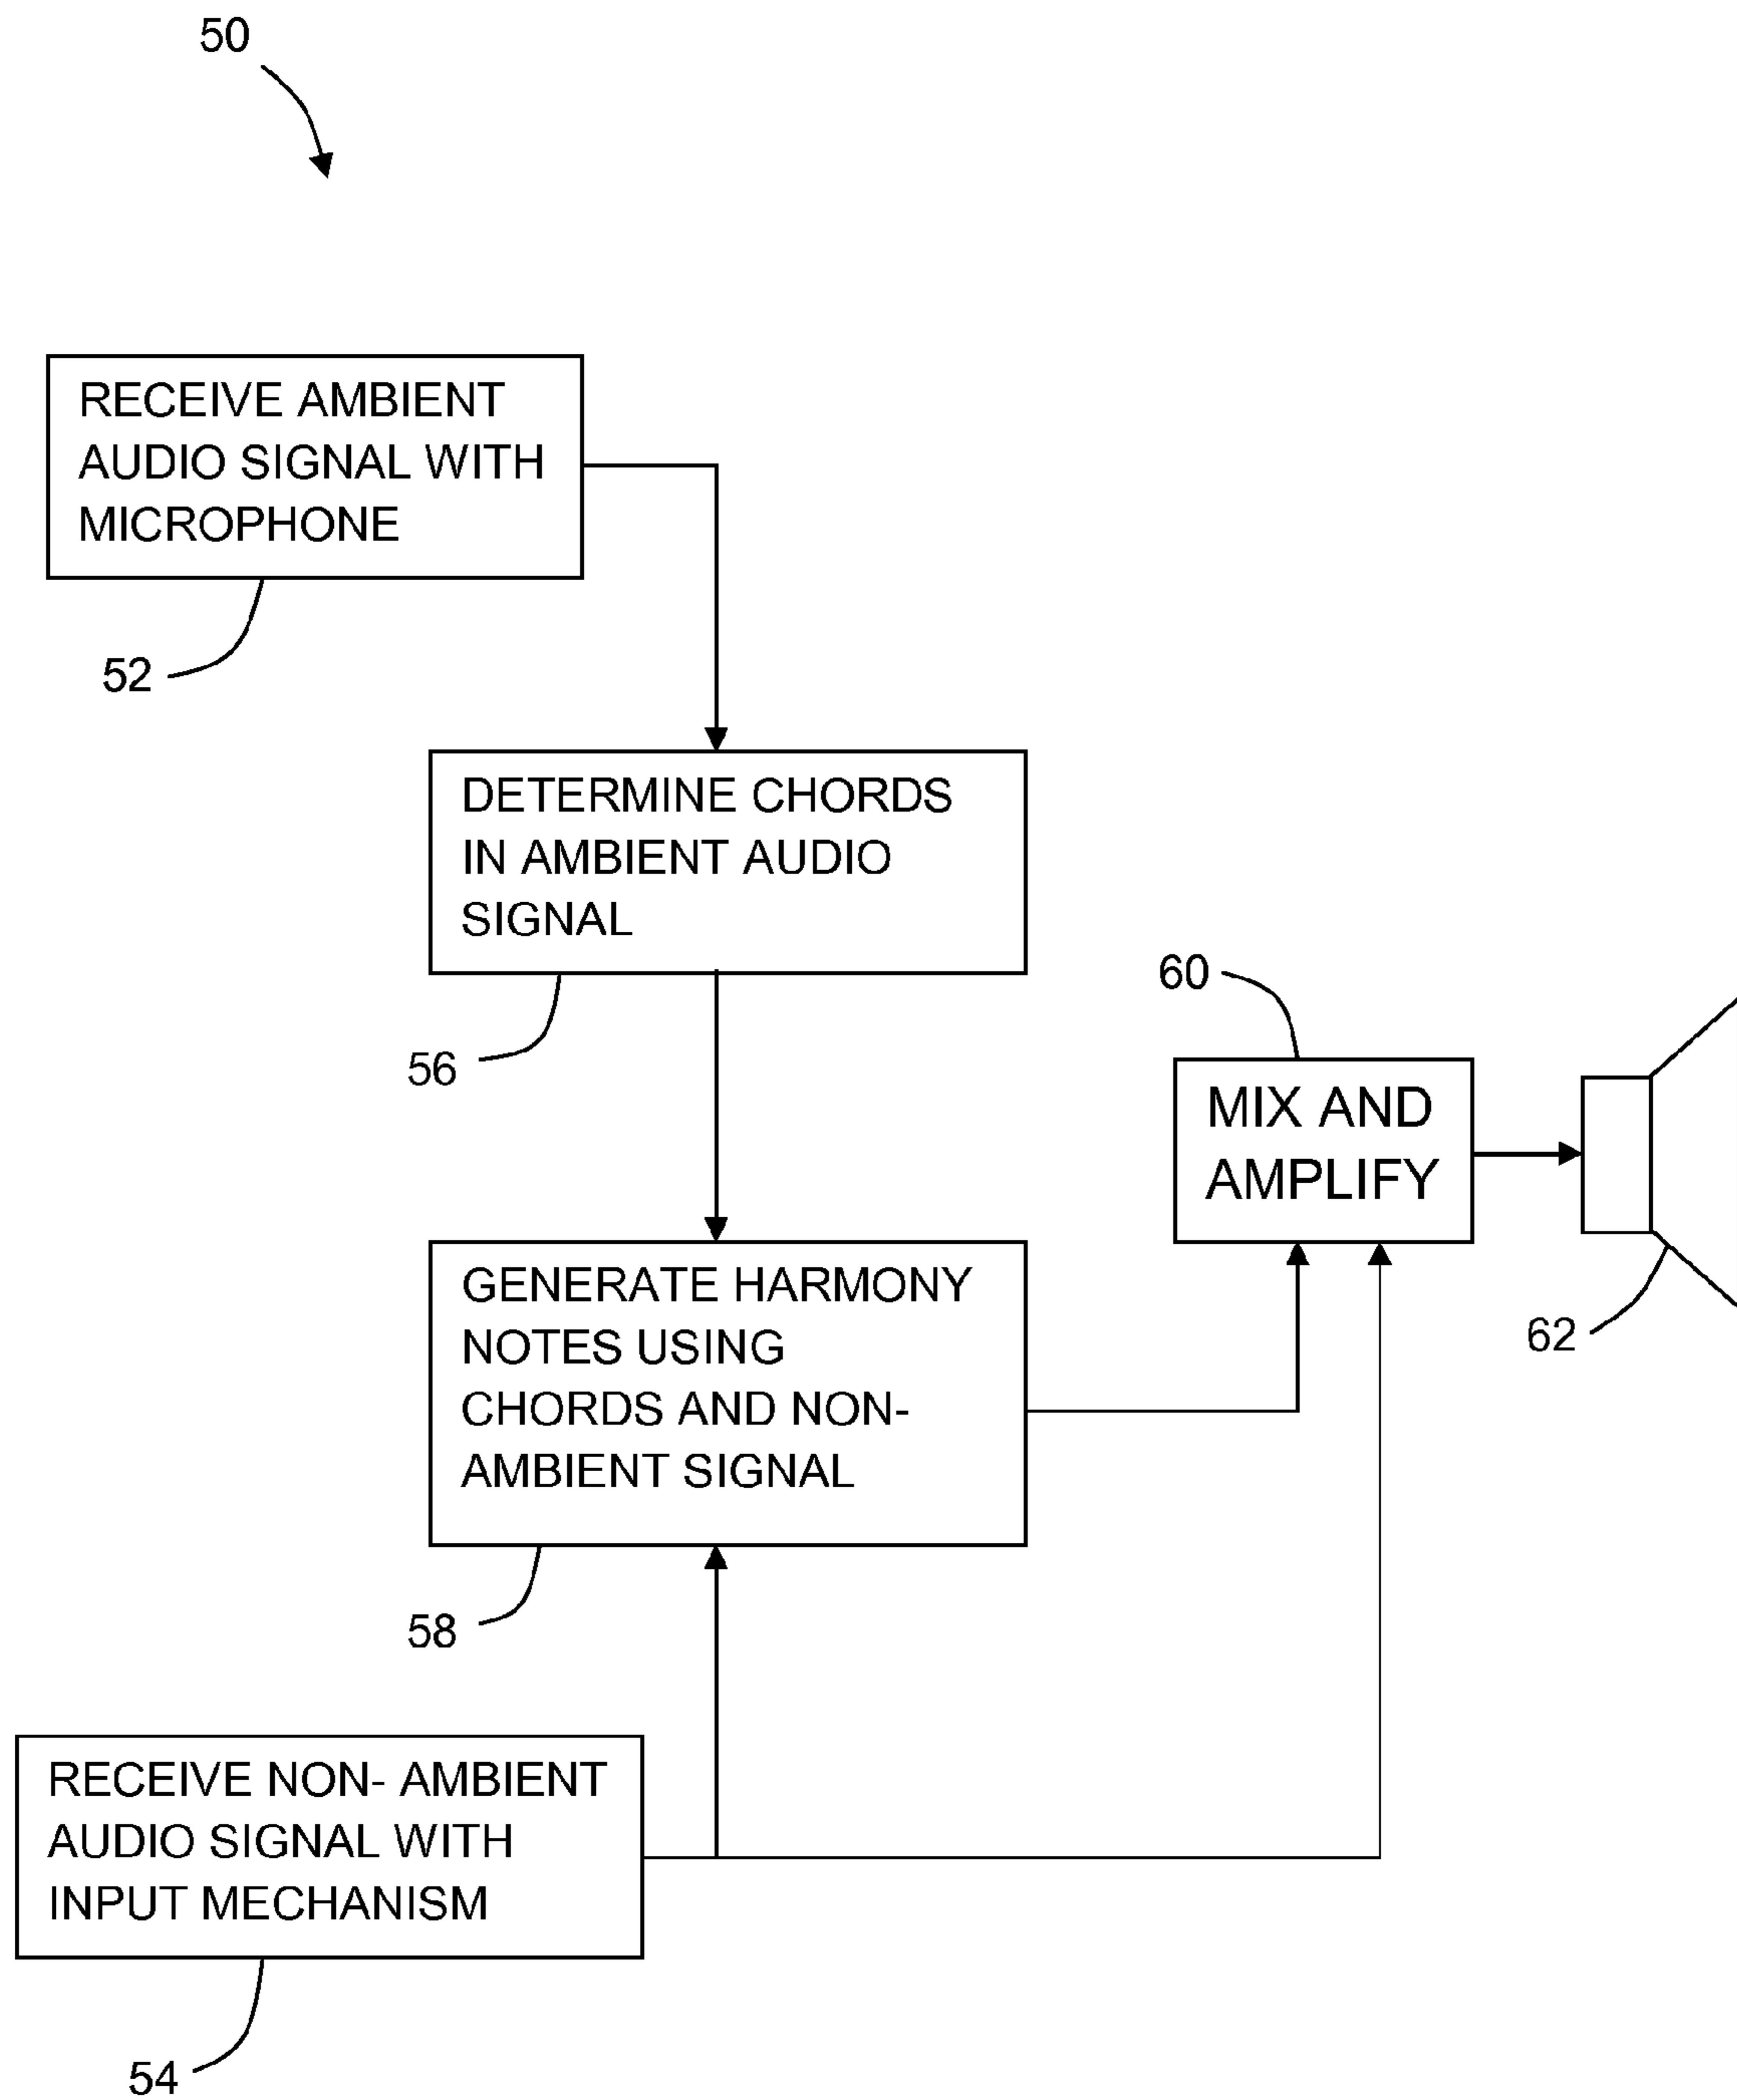 50
RECEIVE AMBIENT
AUDIO SIGNAL WITH
MICROPHONE
52
DETERMINE CHORDS
IN AMBIENT AUDIO
SIGNAL
56
60
MIX AND
AMPLIFY
62
GENERATE HARMONY
NOTES USING
CHORDS AND NON-
AMBIENT SIGNAL
58
RECEIVE NON- AMBIENT
AUDIO SIGNAL WITH
INPUT MECHANISM
54